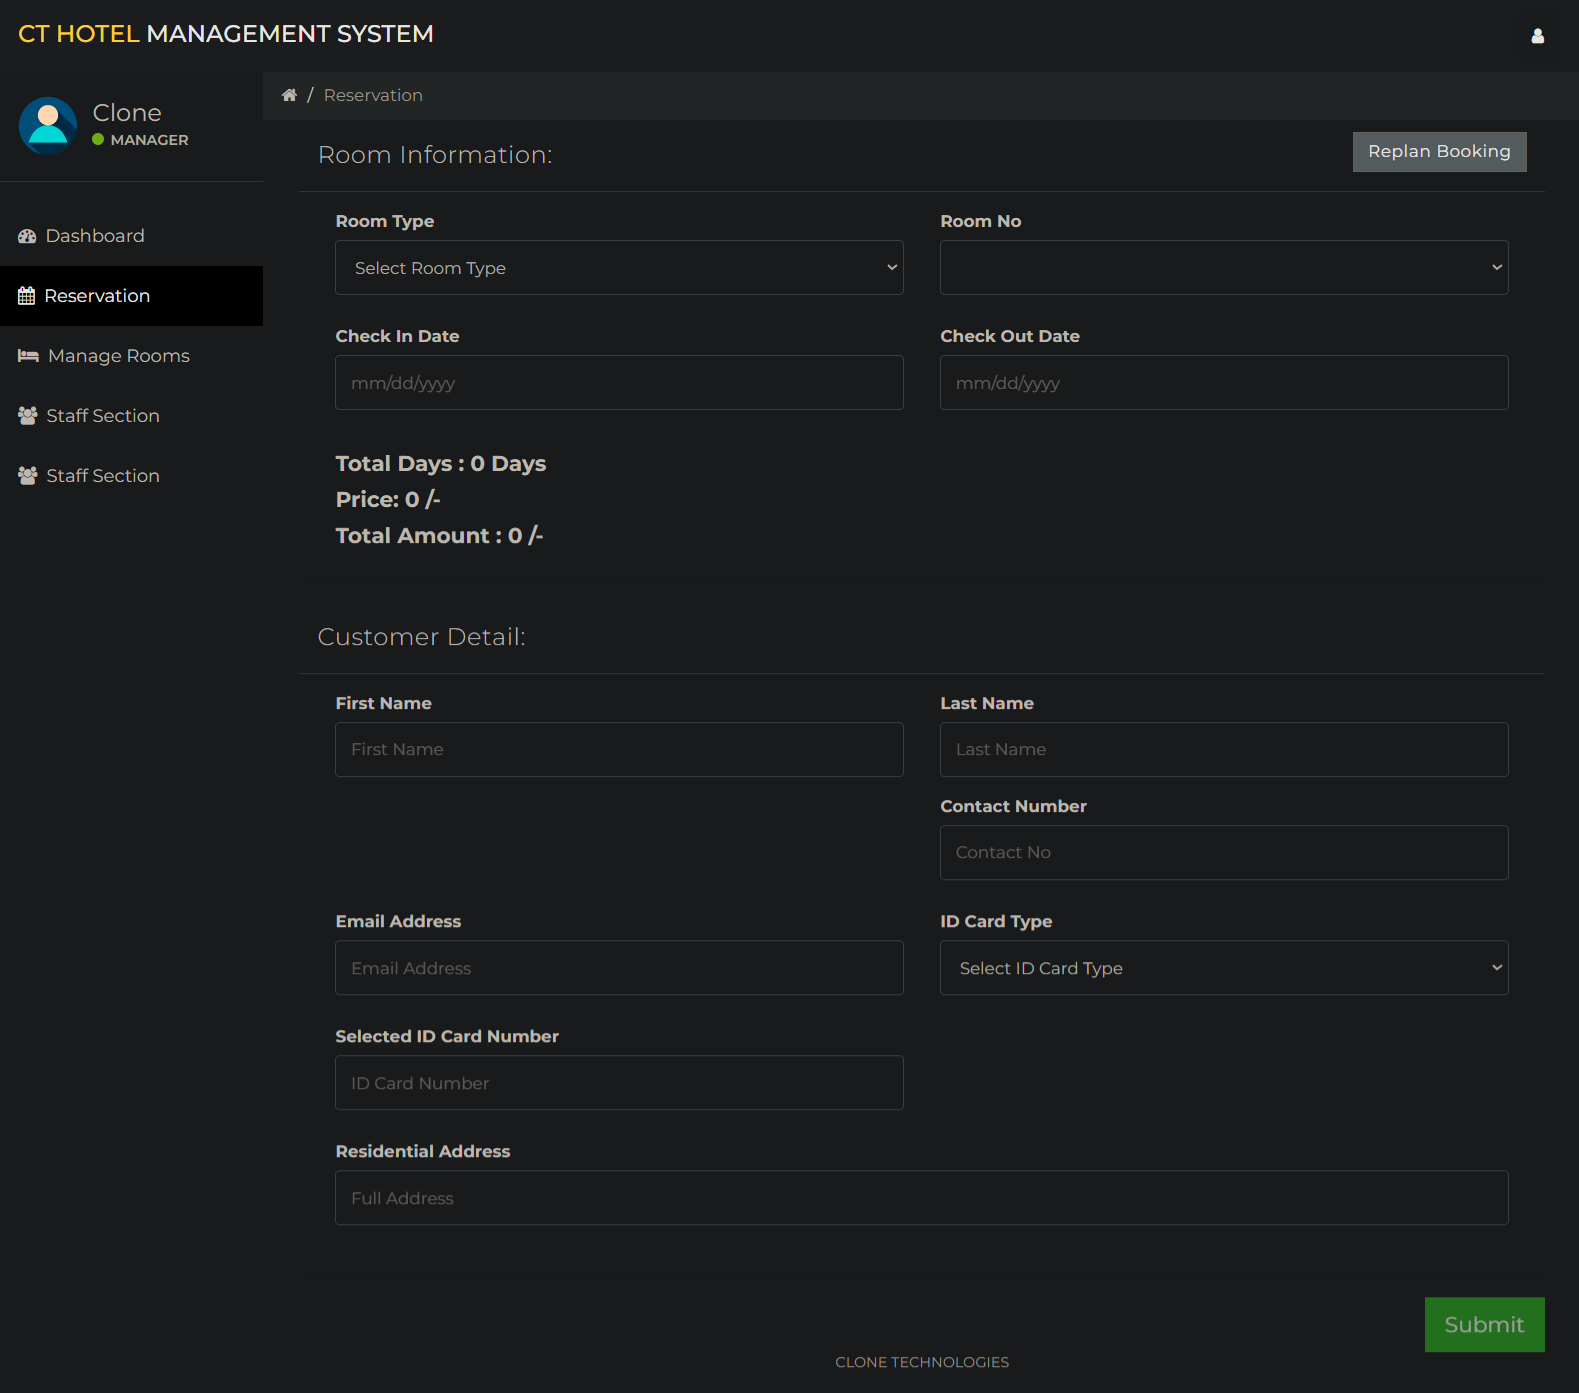 CT HOTEL MANAGEMENT SYSTEM
Clone
MANAGER
Dashboard
Reservation
Manage Rooms
Staff Section
Staff Section
/ Reservation
Room Information:
Replan Booking
Room Type
Room No
Select Room Type
Check In Date
Check Out Date
mm/dd/yyyy
mm/dd/yyyy
Total Days : 0 Days
Price: 0 /-
Total Amount : 0 /-
Customer Detail:
First Name
Last Name
First Name
Last Name
Contact Number
Contact No
Email Address
ID Card Type
Email Address
Select ID Card Type
Selected ID Card Number
ID Card Number
Residential Address
Full Address
Submit
CLONE TECHNOLOGIES